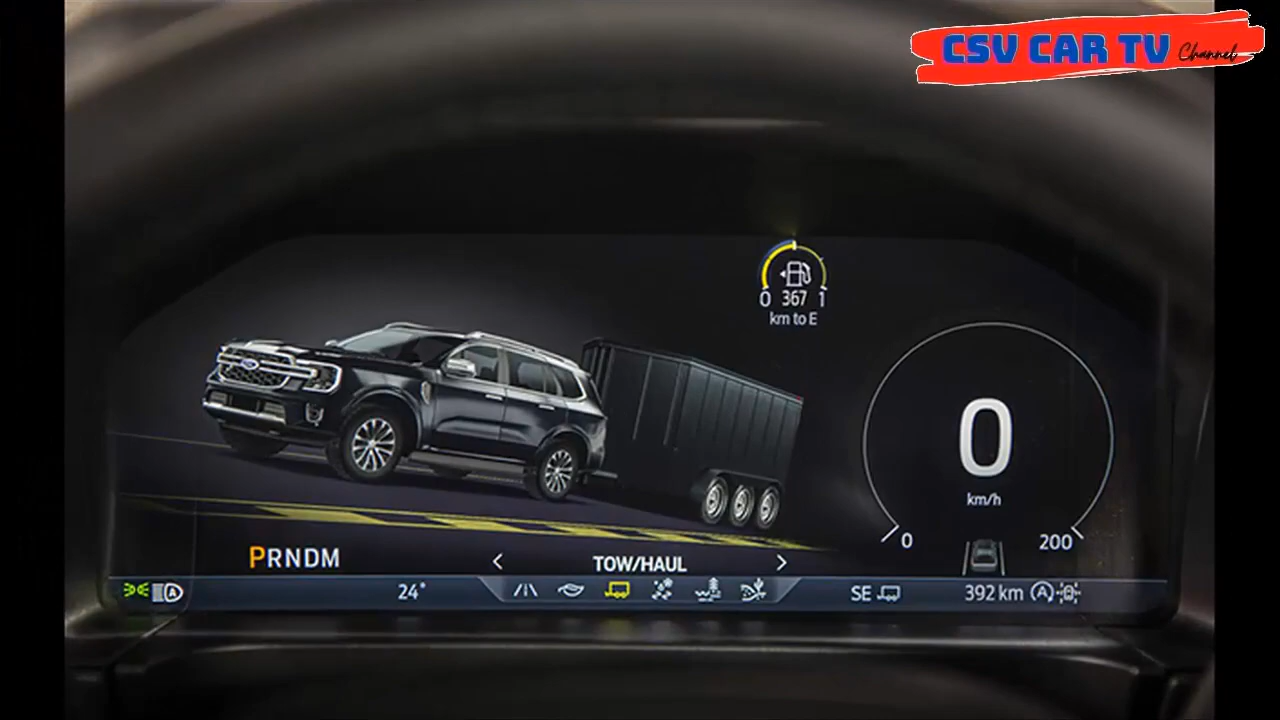 CSV CAR TV Channel
0 367 1
km to E
0
km/h
0 200
PRNDM
TOW/HAUL
A
24°
SE
392 km A